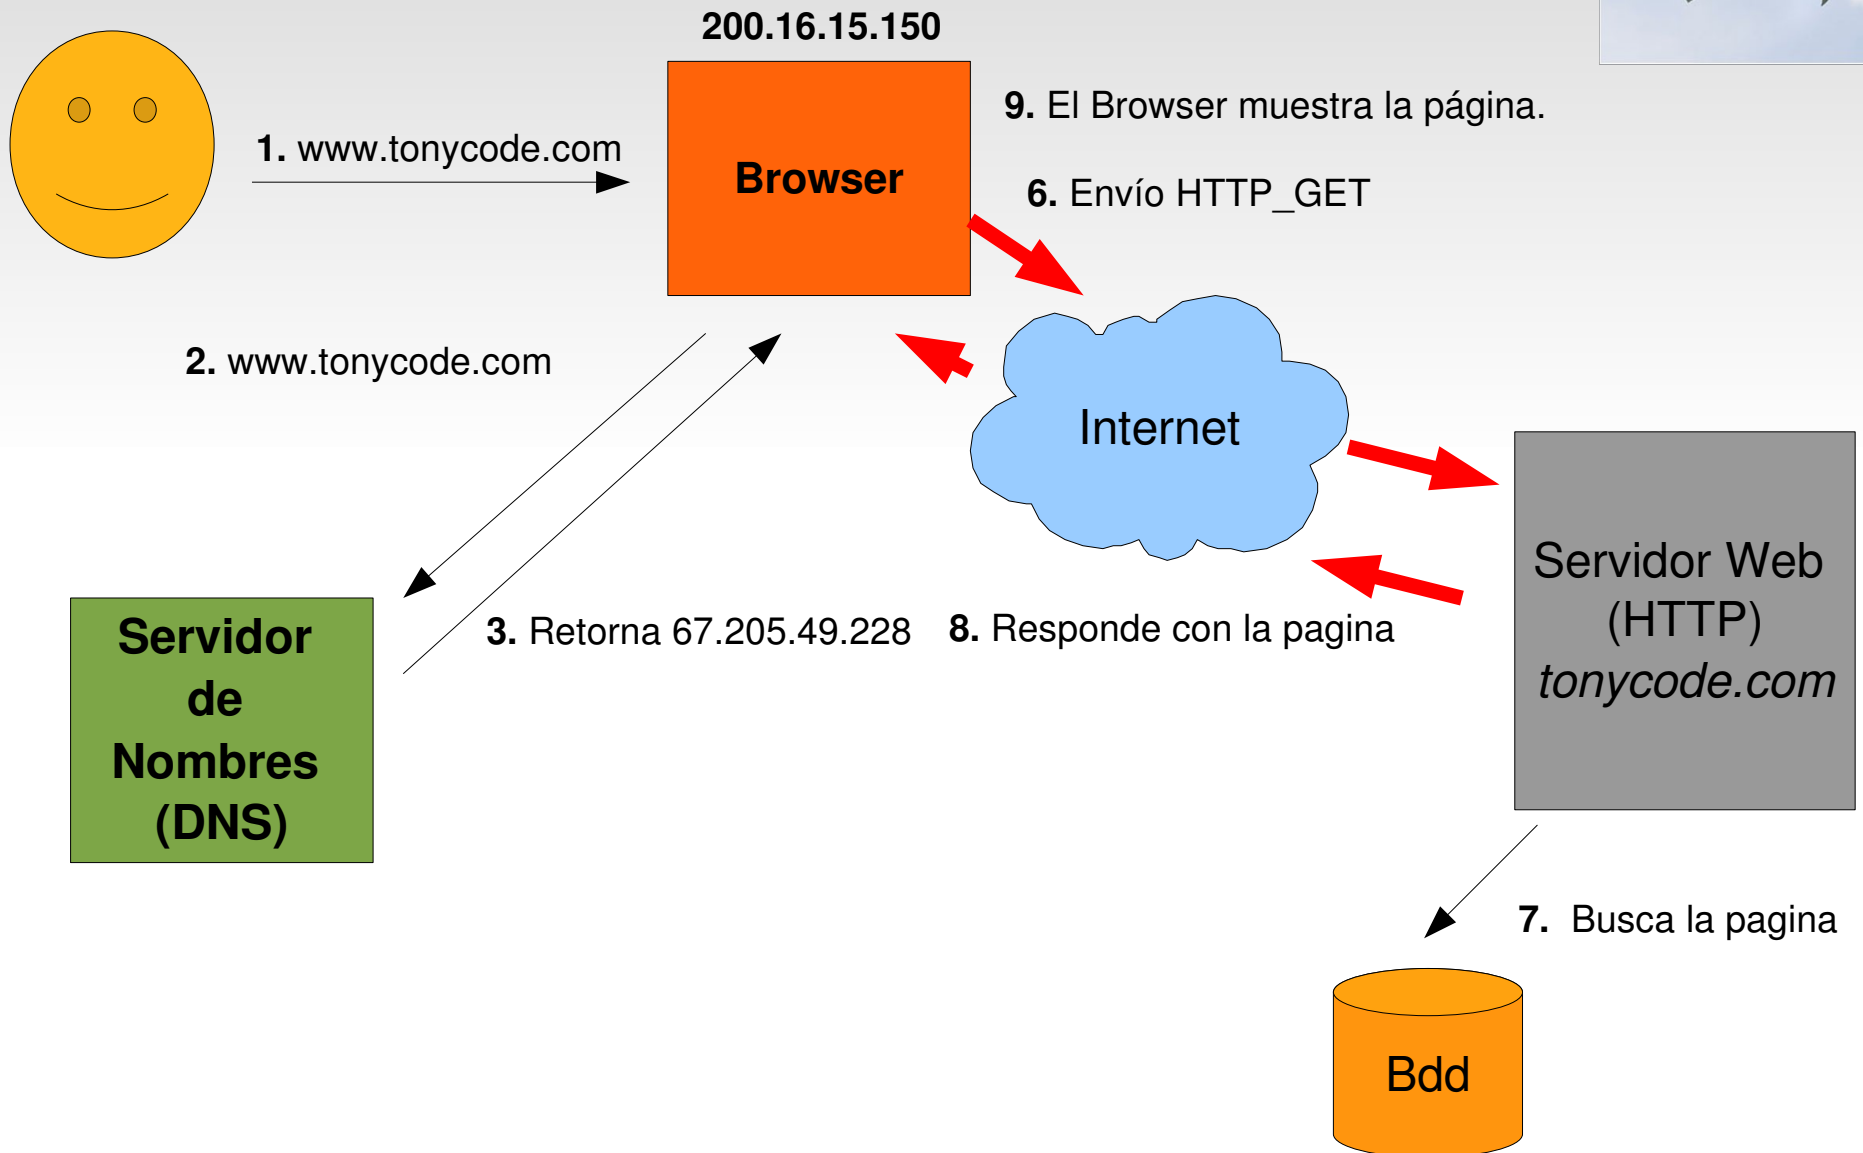 200.16.15.150
9. El Browser muestra la página.
1. www.tonycode.com
Browser
6. Envío HTTP_GET
2. www.tonycode.com
Internet
Servidor Web
(HTTP)
tonycode.com
Servidor
de
Nombres
(DNS)
3. Retorna 67.205.49.228
8. Responde con la pagina
7. Busca la pagina
Bdd